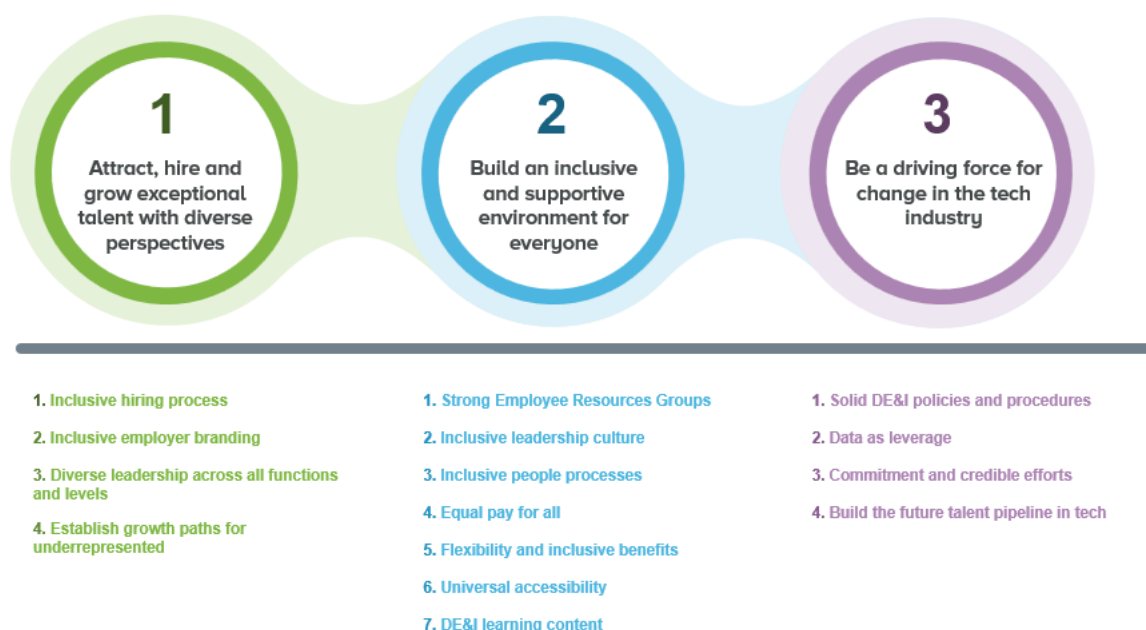 1
Attract, hire and
grow exceptional
talent with diverse
perspectives
2
Build an inclusive
and supportive
environment for
everyone
3
Be a driving force for
change in the tech
industry
1. Inclusive hiring process
2. Inclusive employer branding
3. Diverse leadership across all functions
and levels
4. Establish growth paths for
underrepresented
1. Strong Employee Resources Groups
2. Inclusive leadership culture
3. Inclusive people processes
4. Equal pay for all
5. Flexibility and inclusive benefits
6. Universal accessibility
7. DE&I learning content
1. Solid DE&I policies and procedures
2. Data as leverage
3. Commitment and credible efforts
4. Build the future talent pipeline in tech